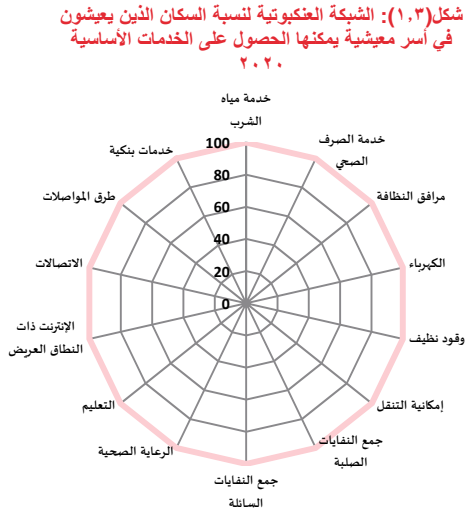 شكل(١,٣): الشبكة العنكبوتية لنسبة السكان الذين يعيشون
في أسر معيشية يمكنها الحصول على الخدمات الأساسية
٢٠٢٠
خدمة مياه
الشرب
خدمة الصرف
الصحي
مرافق النظافة
الكهرباء
وقود نظيف
إمكانية التنقل
جمع النفايات
الصلبة
جمع النفايات
السائلة
الرعاية الصحية
التعليم
الإنترنت ذات
النطاق العريض
الاتصالات
طرق المواصلات
خدمات بنكية
100
80
60
40
20
0